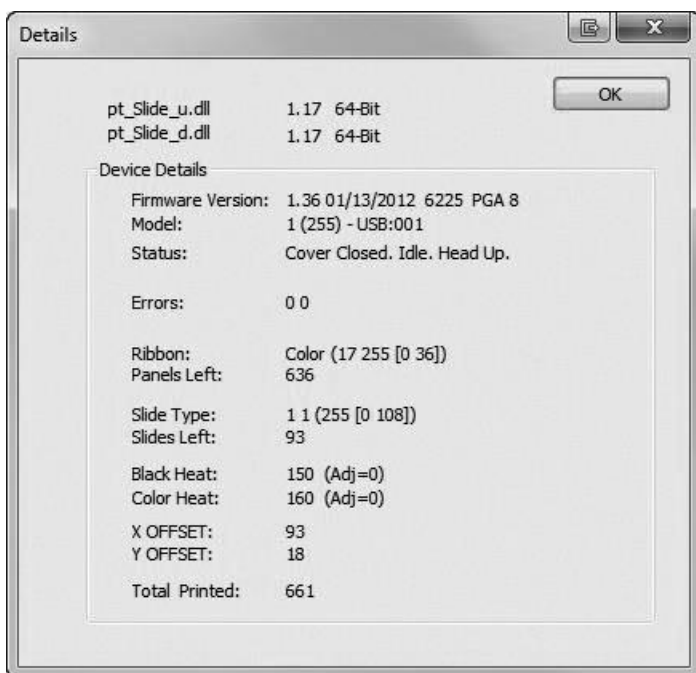 Details
OK
pt_Slide_u.dll 1.17 64-Bit
pt_Slide_d.dll 1.17 64-Bit
Device Details
Firmware Version: 1.36 01/13/2012 6225 PGA 8
Model: 1 (255) - USB:001
Status: Cover Closed. Idle. Head Up.
Errors: 0 0
Ribbon: Color (17 255 [0 36])
Panels Left: 636
Slide Type: 1 1 (255 [0 108])
Slides Left: 93
Black Heat: 150 (Adj=0)
Color Heat: 160 (Adj=0)
X OFFSET: 93
Y OFFSET: 18
Total Printed: 661